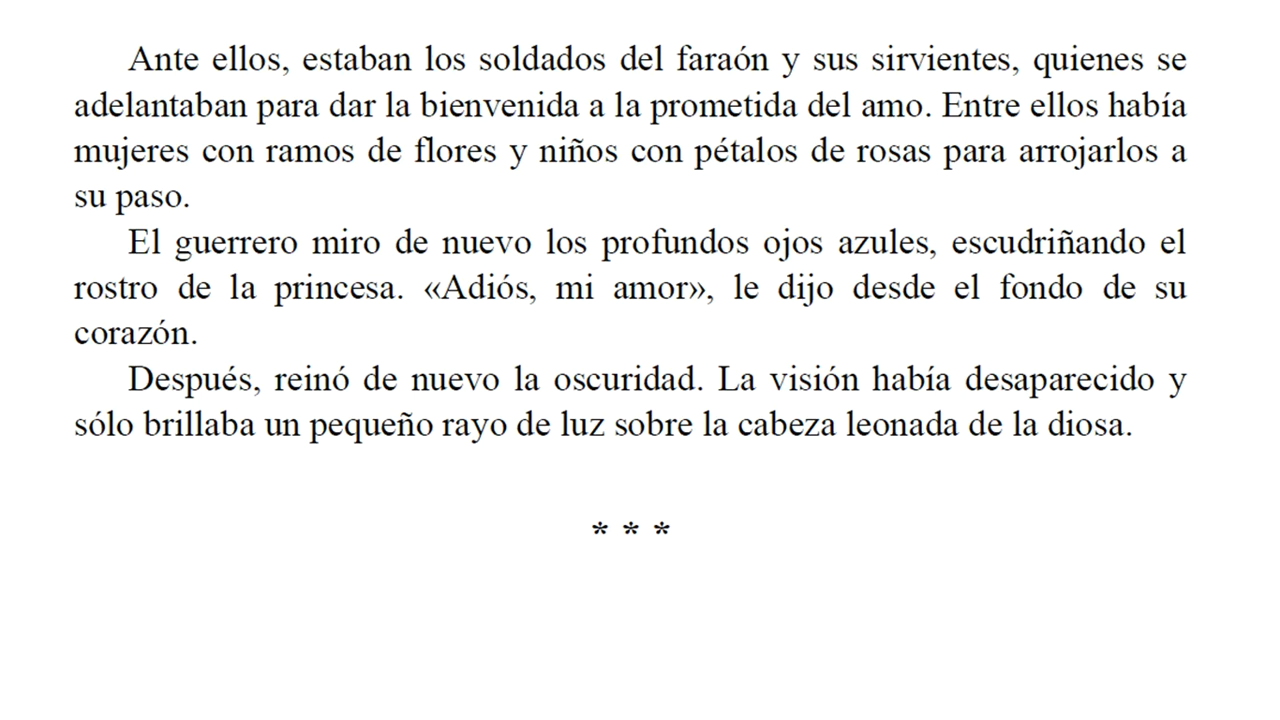 Ante ellos, estaban los soldados del faraón y sus sirvientes, quienes se
adelantaban para dar la bienvenida a la prometida del amo. Entre ellos había
mujeres con ramos de flores y niños con pétalos de rosas para arrojarlos a
su paso.
El guerrero miro de nuevo los profundos ojos azules, escudriñando el
rostro de la princesa. «Adiós, mi amor», le dijo desde el fondo de su
corazón.
Después, reinó de nuevo la oscuridad. La visión había desaparecido y
sólo brillaba un pequeño rayo de luz sobre la cabeza leonada de la diosa.
* * *